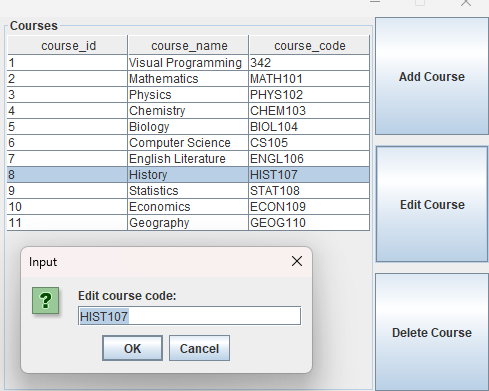 Courses
course_id course_name course_code
1 Visual Programming 342
2 Mathematics MATH101
3 Physics PHYS102
4 Chemistry CHEM103
5 Biology BIOL104
6 Computer Science CS105
7 English Literature ENGL106
8 History HIST107
9 Statistics STAT108
10 Economics ECON109
11 Geography GEOG110
Add Course
Edit Course
Delete Course
Input
?
Edit course code:
HIST107
OK Cancel